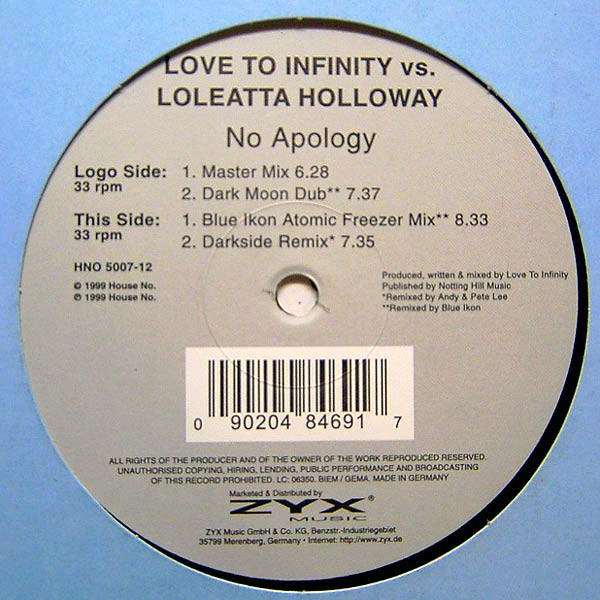 LOVE TO INFINITY vs.
LOLEATTA HOLLOWAY
No Apology
Logo Side: 1. Master Mix 6.28
33 rpm
2. Dark Moon Dub** 7.37
This Side: 1. Blue Ikon Atomic Freezer Mix** 8.33
33 rpm
2. Darkside Remix* 7.35
HNO 5007-12
© 1999 House No.
℗ 1999 House No.
Produced, written & mixed by Love To Infinity
Published by Notting Hill Music
*Remixed by Andy & Pete Lee
**Remixed by Blue Ikon
0 90204 84691 7
ALL RIGHTS OF THE PRODUCER AND OF THE OWNER OF THE WORK REPRODUCED RESERVED.
UNAUTHORISED COPYING, HIRING, LENDING, PUBLIC PERFORMANCE AND BROADCASTING
OF THIS RECORD PROHIBITED. LC: 06350. BIEM / GEMA. MADE IN GERMANY
Marketed & Distributed by
ZYX®
MUSIC
ZYX Music GmbH & Co. KG, Benzstr.-Industriegebiet
35799 Merenberg, Germany • Internet: http://www.zyx.de